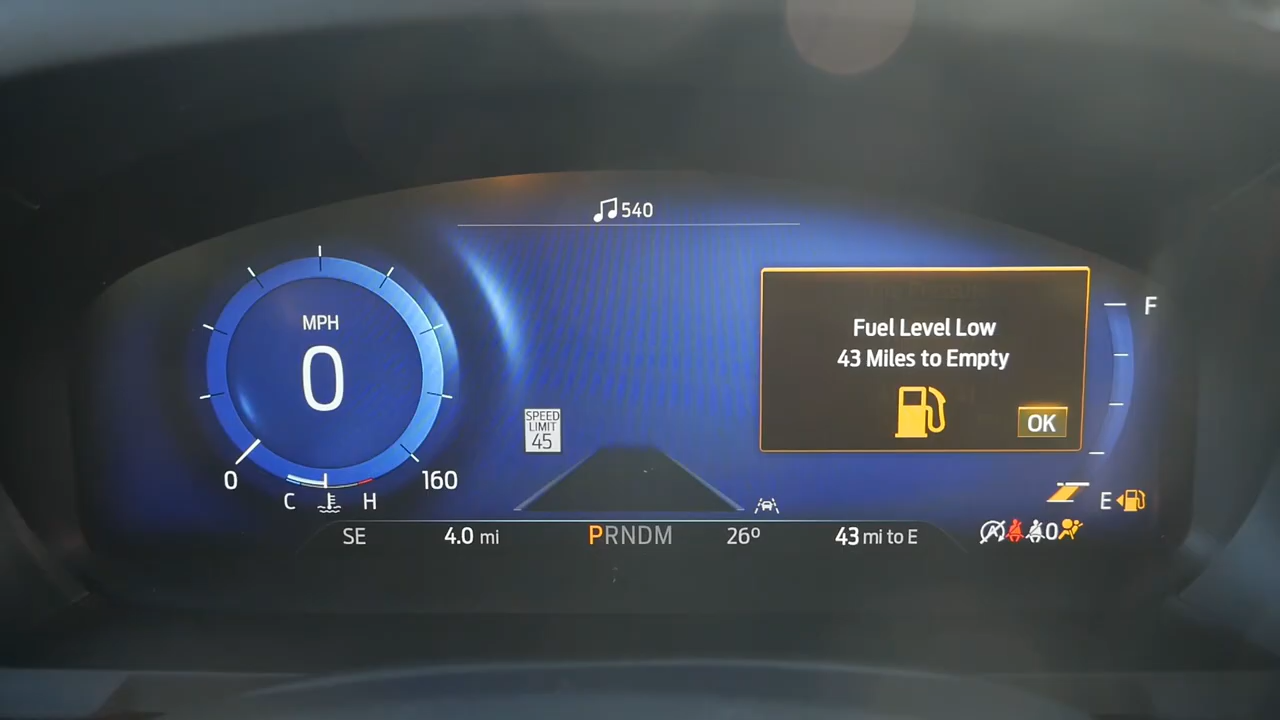 540
MPH
0
0
160
C
H
SPEED
LIMIT
45
Fuel Level Low
43 Miles to Empty
OK
F
E
SE
4.0 mi
PRNDM
26°
43 mi to E
0